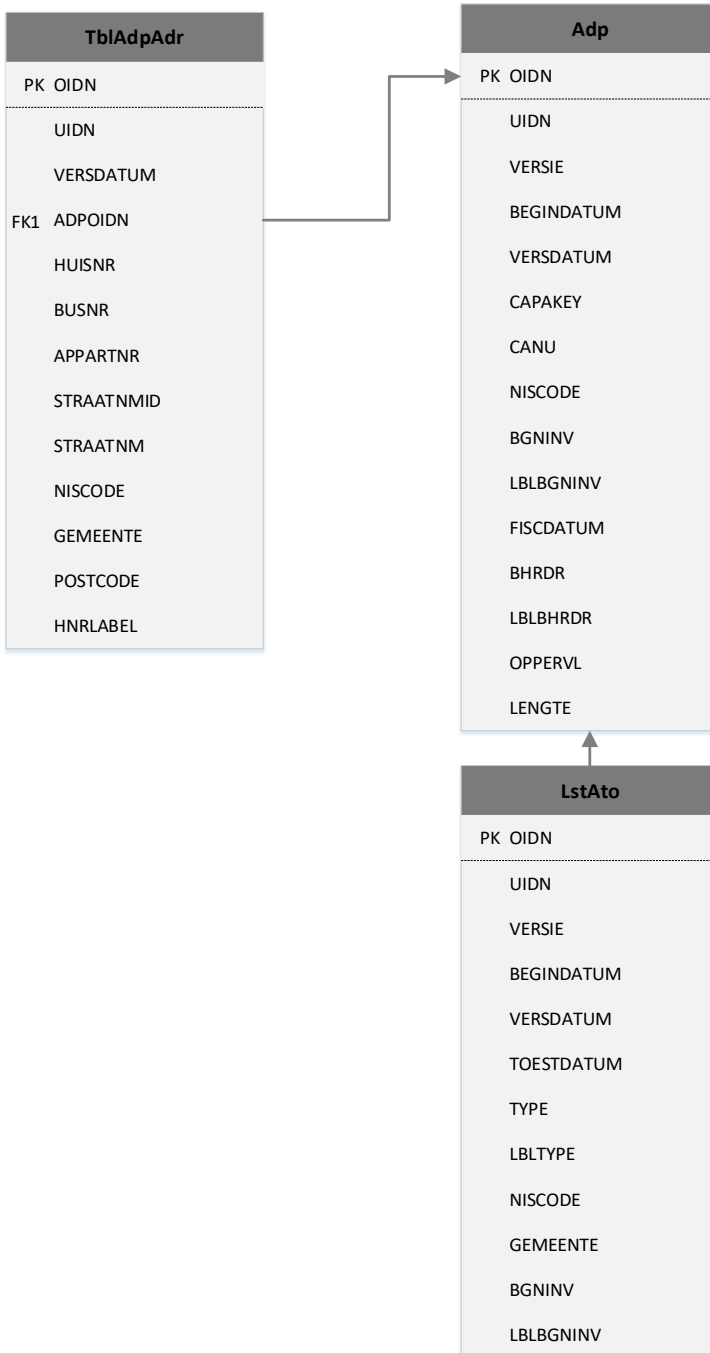 TblAdpAdr
PK OIDN
UIDN
VERSDATUM
FK1 ADPOIDN
HUISNR
BUSNR
APPARTNR
STRAATNMID
STRAATNM
NISCODE
GEMEENTE
POSTCODE
HNRLABEL
Adp
PK OIDN
UIDN
VERSIE
BEGINDATUM
VERSDATUM
CAPAKEY
CANU
NISCODE
BGNINV
LBLBGNINV
FISCDATUM
BHRDR
LBLBHRDR
OPPERVL
LENGTE
LstAto
PK OIDN
UIDN
VERSIE
BEGINDATUM
VERSDATUM
TOESTDATUM
TYPE
LBLTYPE
NISCODE
GEMEENTE
BGNINV
LBLBGNINV